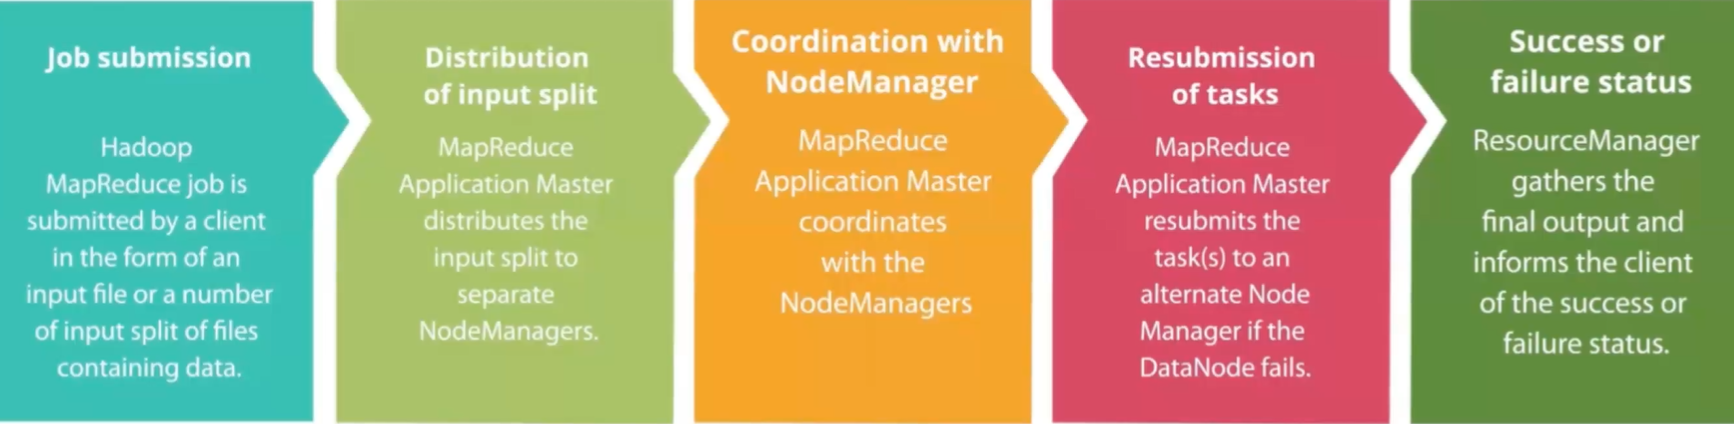 Job submission
Hadoop
MapReduce job is
submitted by a client
in the form of an
input file or a number
of input split of files
containing data.
Distribution
of input split
MapReduce
Application Master
distributes the
input split to
separate
NodeManagers.
Coordination with
NodeManager
MapReduce
Application Master
coordinates
with the
NodeManagers
Resubmission
of tasks
MapReduce
Application Master
resubmits the
task(s) to an
alternate Node
Manager if the
DataNode fails.
Success or
failure status
ResourceManager
gathers the
final output and
informs the client
of the success or
failure status.